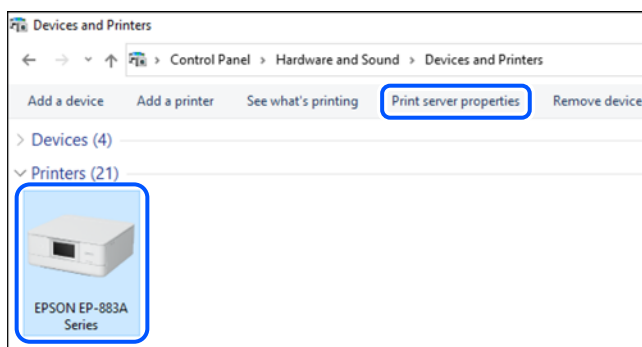 Devices and Printers
Control Panel > Hardware and Sound > Devices and Printers
Add a device Add a printer See what's printing Print server properties Remove device
Devices (4)
Printers (21)
EPSON EP-883A
Series